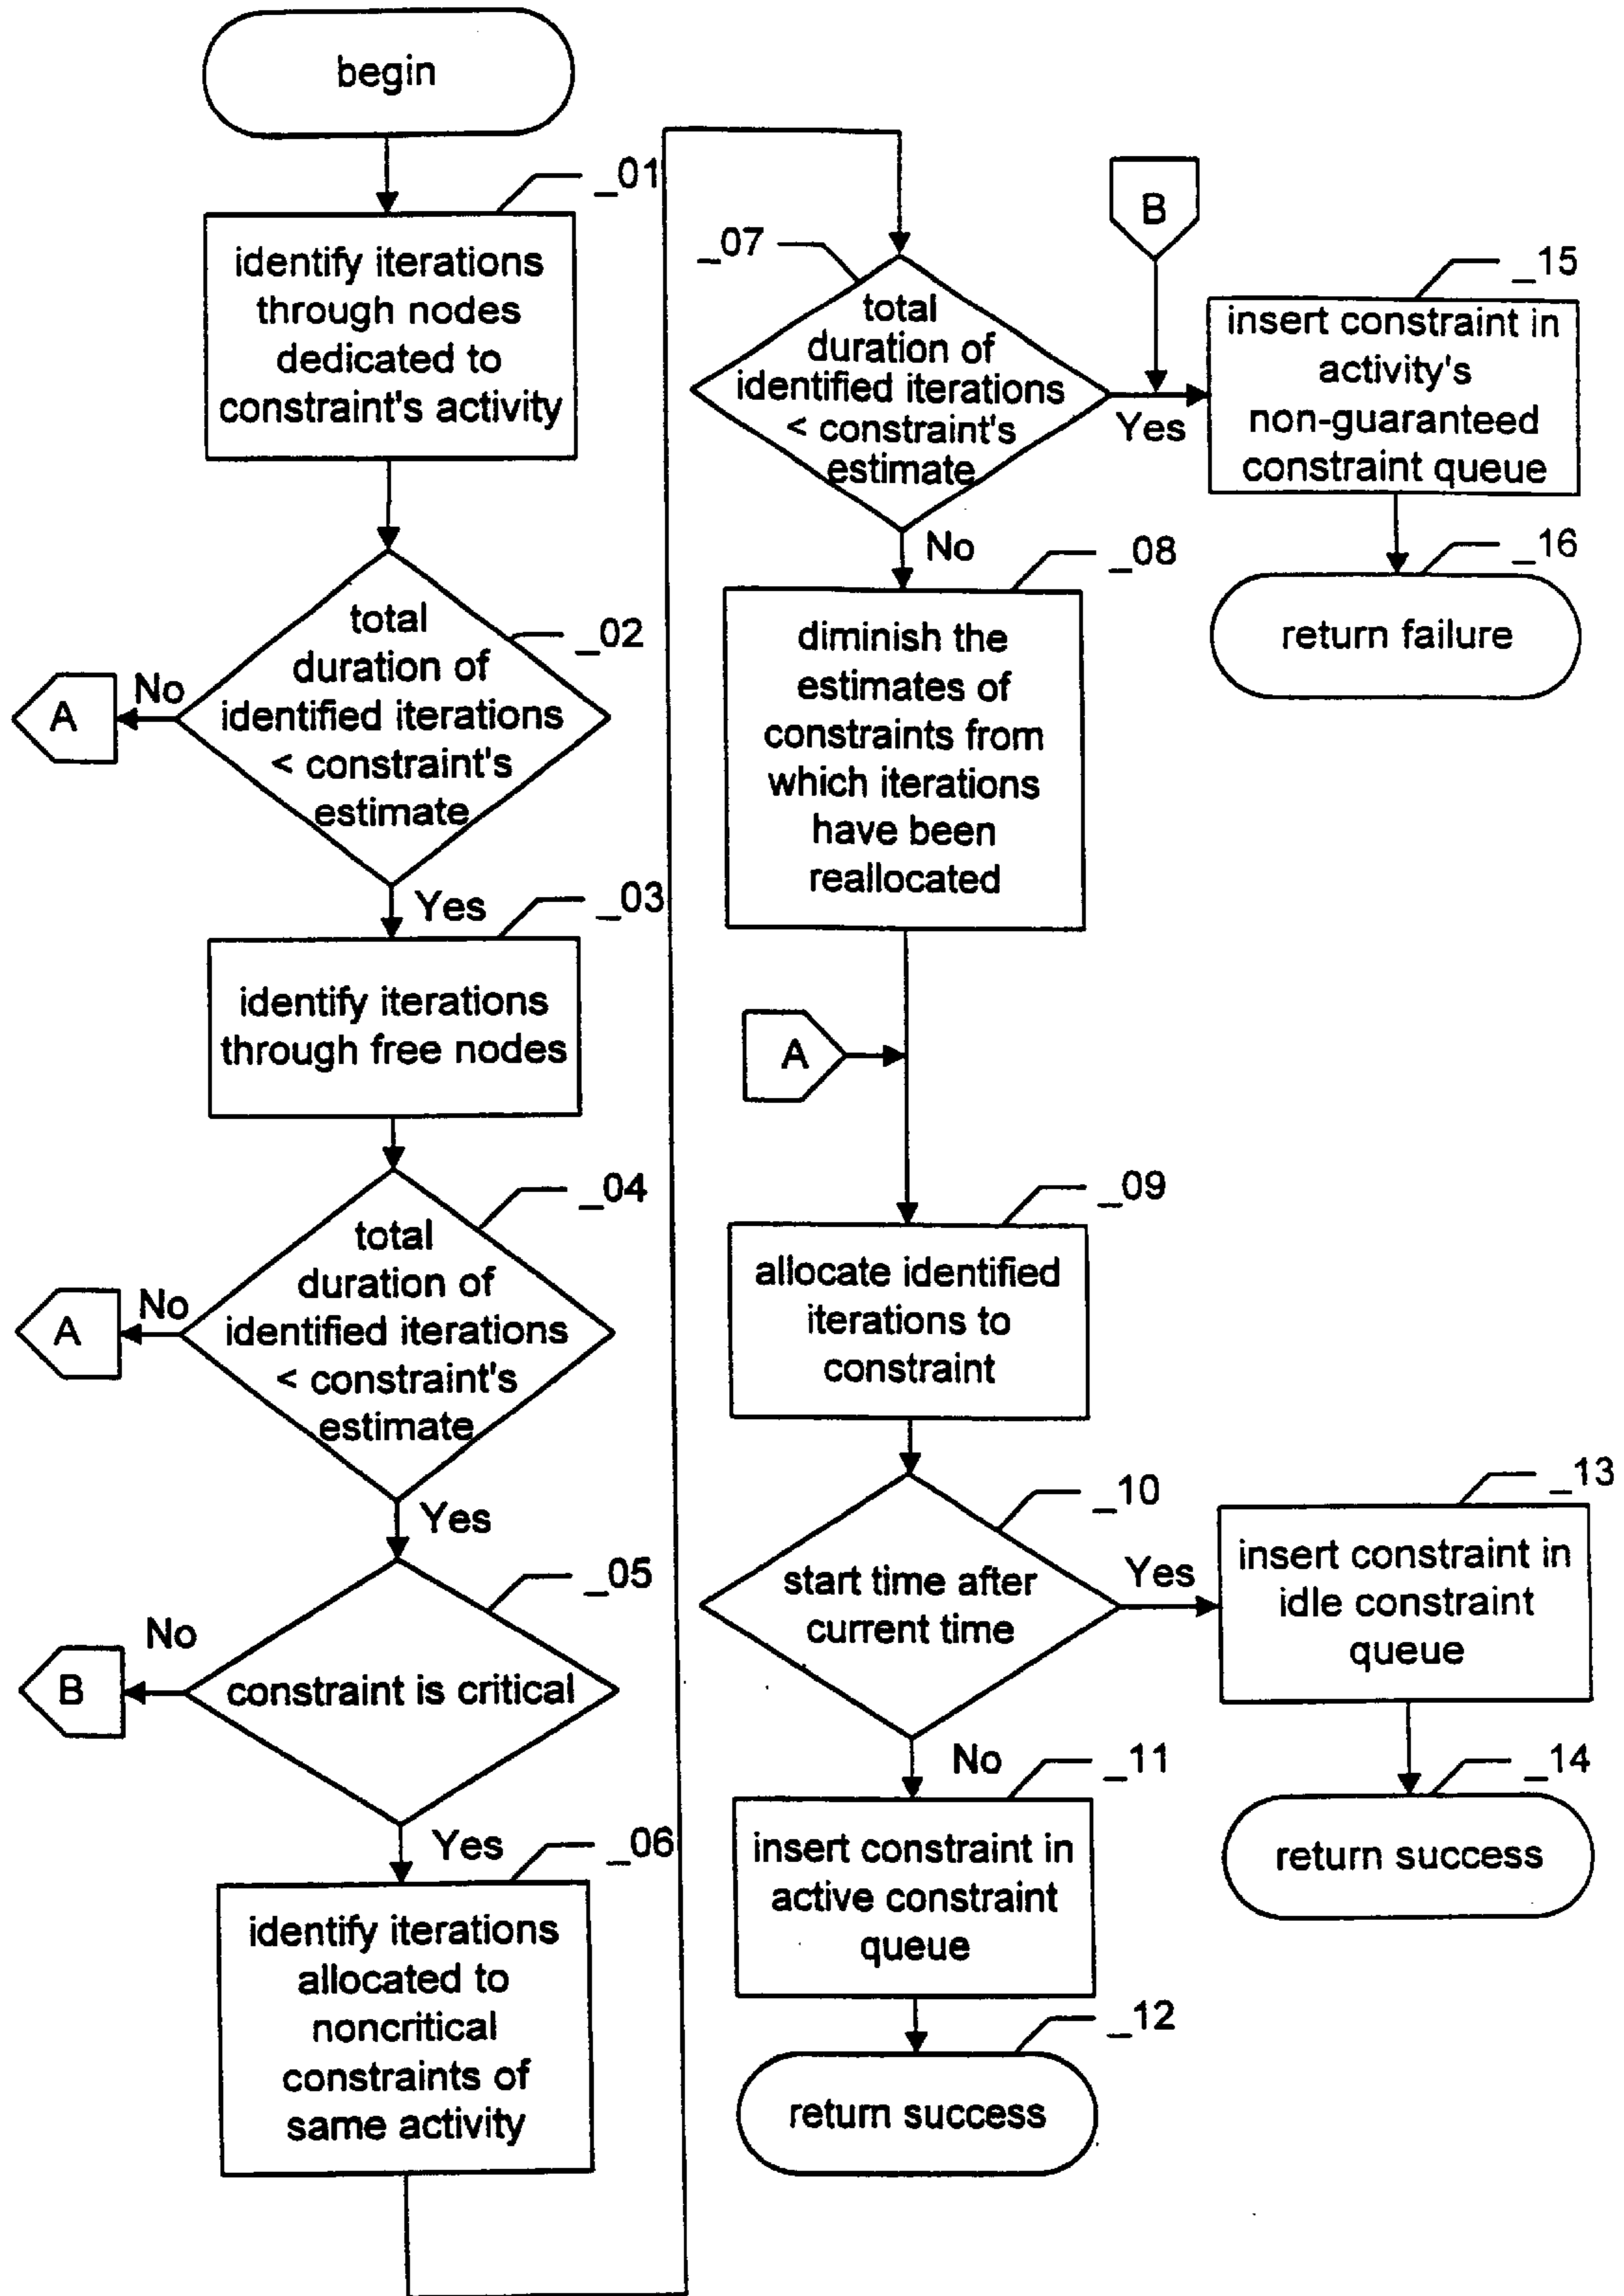 begin
_01
identify iterations
through nodes
dedicated to
constraint's activity
_02
total
duration of
identified iterations
< constraint's
estimate
No
A
Yes
_03
identify iterations
through free nodes
_04
total
duration of
identified iterations
< constraint's
estimate
No
A
Yes
_05
constraint is critical
No
B
Yes
_06
identify iterations
allocated to
noncritical
constraints of
same activity
_07
total
duration of
identified iterations
< constraint's
estimate
B
Yes
_15
insert constraint in
activity's
non-guaranteed
constraint queue
_16
return failure
No
_08
diminish the
estimates of
constraints from
which iterations
have been
reallocated
A
_09
allocate identified
iterations to
constraint
_10
start time after
current time
Yes
_13
insert constraint in
idle constraint
queue
_14
return success
No
_11
insert constraint in
active constraint
queue
_12
return success